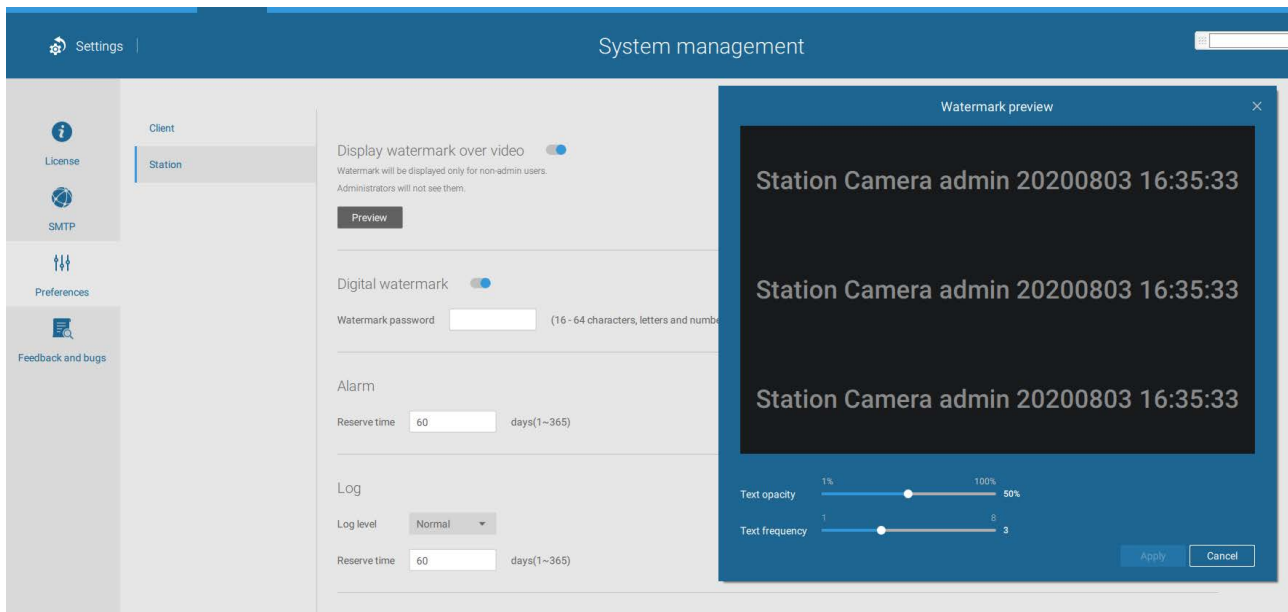 Settings
System management
License
SMTP
Preferences
Feedback and bugs
Client
Station
Display watermark over video
Watermark will be displayed only for non-admin users.
Administrators will not see them.
Preview
Digital watermark
Watermark password (16 - 64 characters, letters and
Alarm
Reserve time 60 days(1~365)
Log
Log level Normal
Reserve time 60 days(1~365)
Watermark preview
Station Camera admin 20200803 16:35:33
Station Camera admin 20200803 16:35:33
Station Camera admin 20200803 16:35:33
1% 100%
Text opacity 50%
1 8
Text frequency 3
Apply Cancel